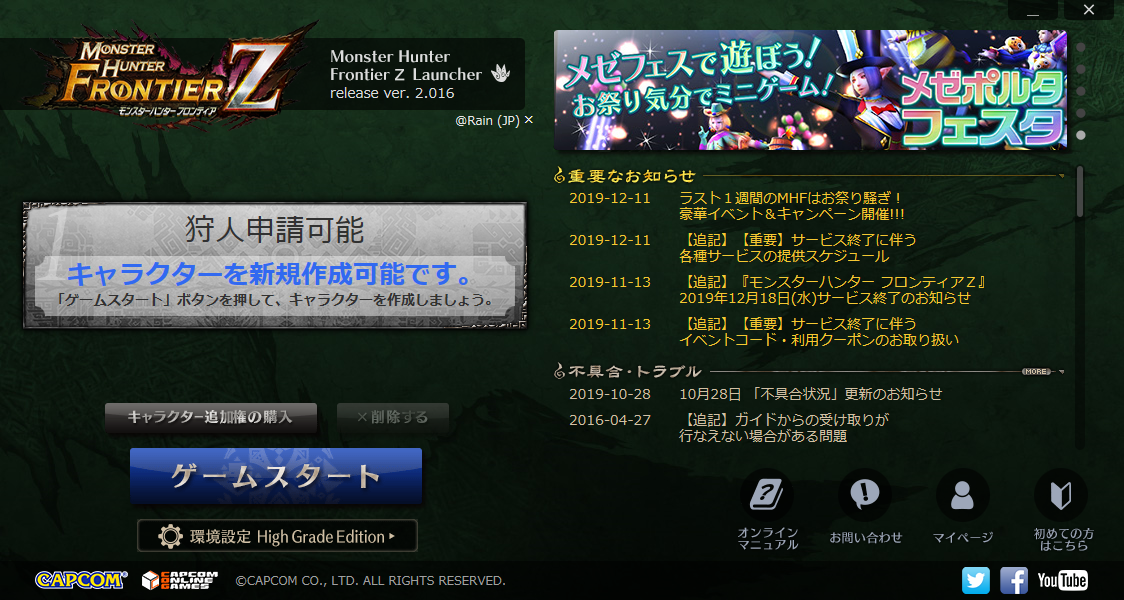 MONSTER HUNTER FRONTIER Z
モンスターハンター フロンティア
Monster Hunter
Frontier Z Launcher
release ver. 2.016
@Rain (JP) ×
メゼフェスで遊ぼう!
お祭り気分でミニゲーム!
メゼポルタ
フェスタ
1
狩人申請可能
キャラクターを新規作成可能です。
「ゲームスタート」ボタンを押して、キャラクターを作成しましょう。
キャラクター追加権の購入
×削除する
ゲームスタート
環境設定 High Grade Edition
重要なお知らせ
2019-12-11 ラスト１週間のMHFはお祭り騒ぎ！
豪華イベント＆キャンペーン開催!!!
2019-12-11 【追記】【重要】サービス終了に伴う
各種サービスの提供スケジュール
2019-11-13 【追記】『モンスターハンター フロンティアＺ』
2019年12月18日(水)サービス終了のお知らせ
2019-11-13 【追記】【重要】サービス終了に伴う
イベントコード・利用クーポンのお取り扱い
不具合・トラブル
MORE
2019-10-28 10月28日 「不具合状況」更新のお知らせ
2016-04-27 【追記】ガイドからの受け取りが
行なえない場合がある問題
オンライン
マニュアル
お問い合わせ
マイページ
初めての方
はこちら
CAPCOM
CAPCOM ONLINE GAMES
©CAPCOM CO., LTD. ALL RIGHTS RESERVED.
YouTube